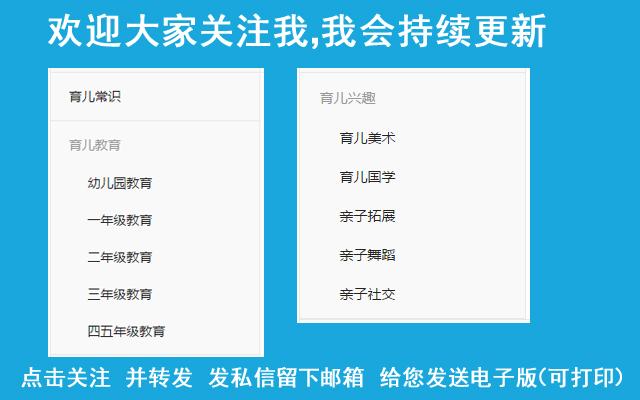 欢迎大家关注我,我会持续更新
育儿常识
育儿教育
幼儿园教育
一年级教育
二年级教育
三年级教育
四五年级教育
育儿兴趣
育儿美术
育儿国学
亲子拓展
亲子舞蹈
亲子社交
点击关注 并转发 发私信留下邮箱 给您发送电子版(可打印)